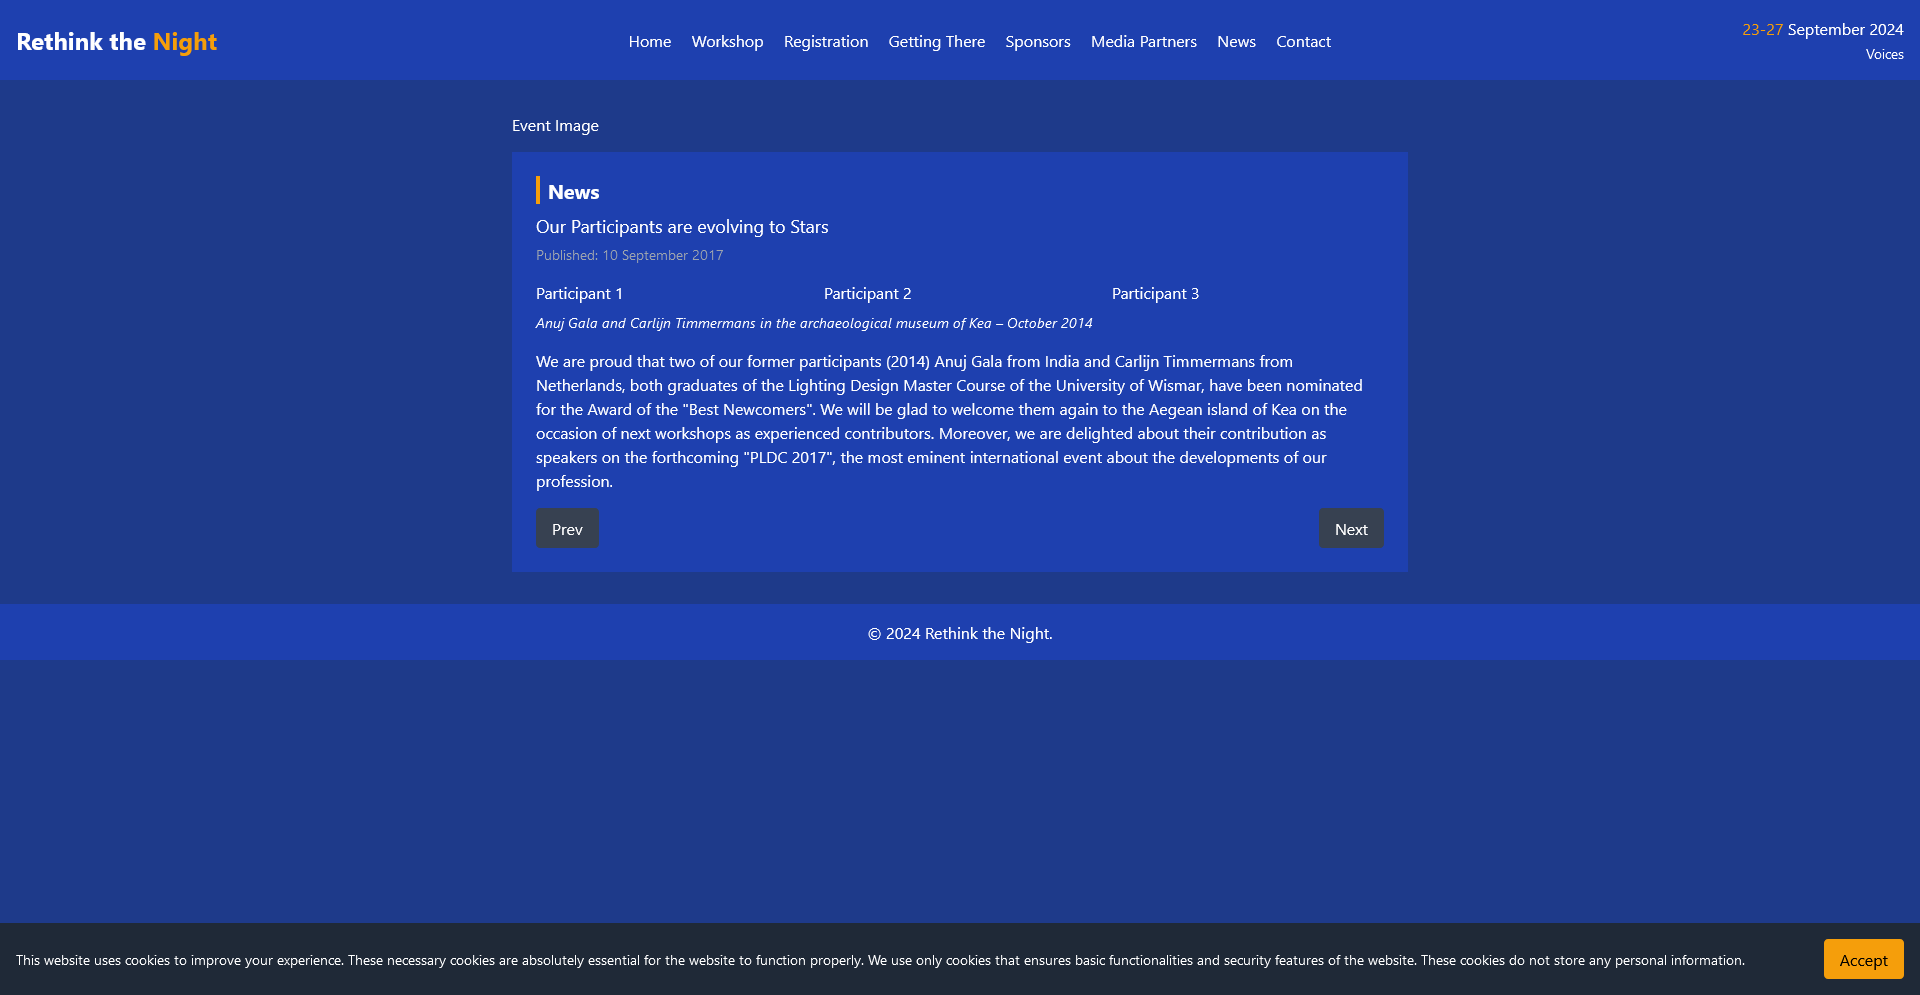 Rethink the Night
Home Workshop Registration Getting There Sponsors Media Partners News Contact
23-27 September 2024
Voices
Event Image
News
Our Participants are evolving to Stars
Published: 10 September 2017
Participant 1 Participant 2 Participant 3
Anuj Gala and Carlijn Timmermans in the archaeological museum of Kea – October 2014
We are proud that two of our former participants (2014) Anuj Gala from India and Carlijn Timmermans from
Netherlands, both graduates of the Lighting Design Master Course of the University of Wismar, have been nominated
for the Award of the "Best Newcomers". We will be glad to welcome them again to the Aegean island of Kea on the
occasion of next workshops as experienced contributors. Moreover, we are delighted about their contribution as
speakers on the forthcoming "PLDC 2017", the most eminent international event about the developments of our
profession.
Prev Next
© 2024 Rethink the Night.
This website uses cookies to improve your experience. These necessary cookies are absolutely essential for the website to function properly. We use only cookies that ensures basic functionalities and security features of the website. These cookies do not store any personal information.
Accept